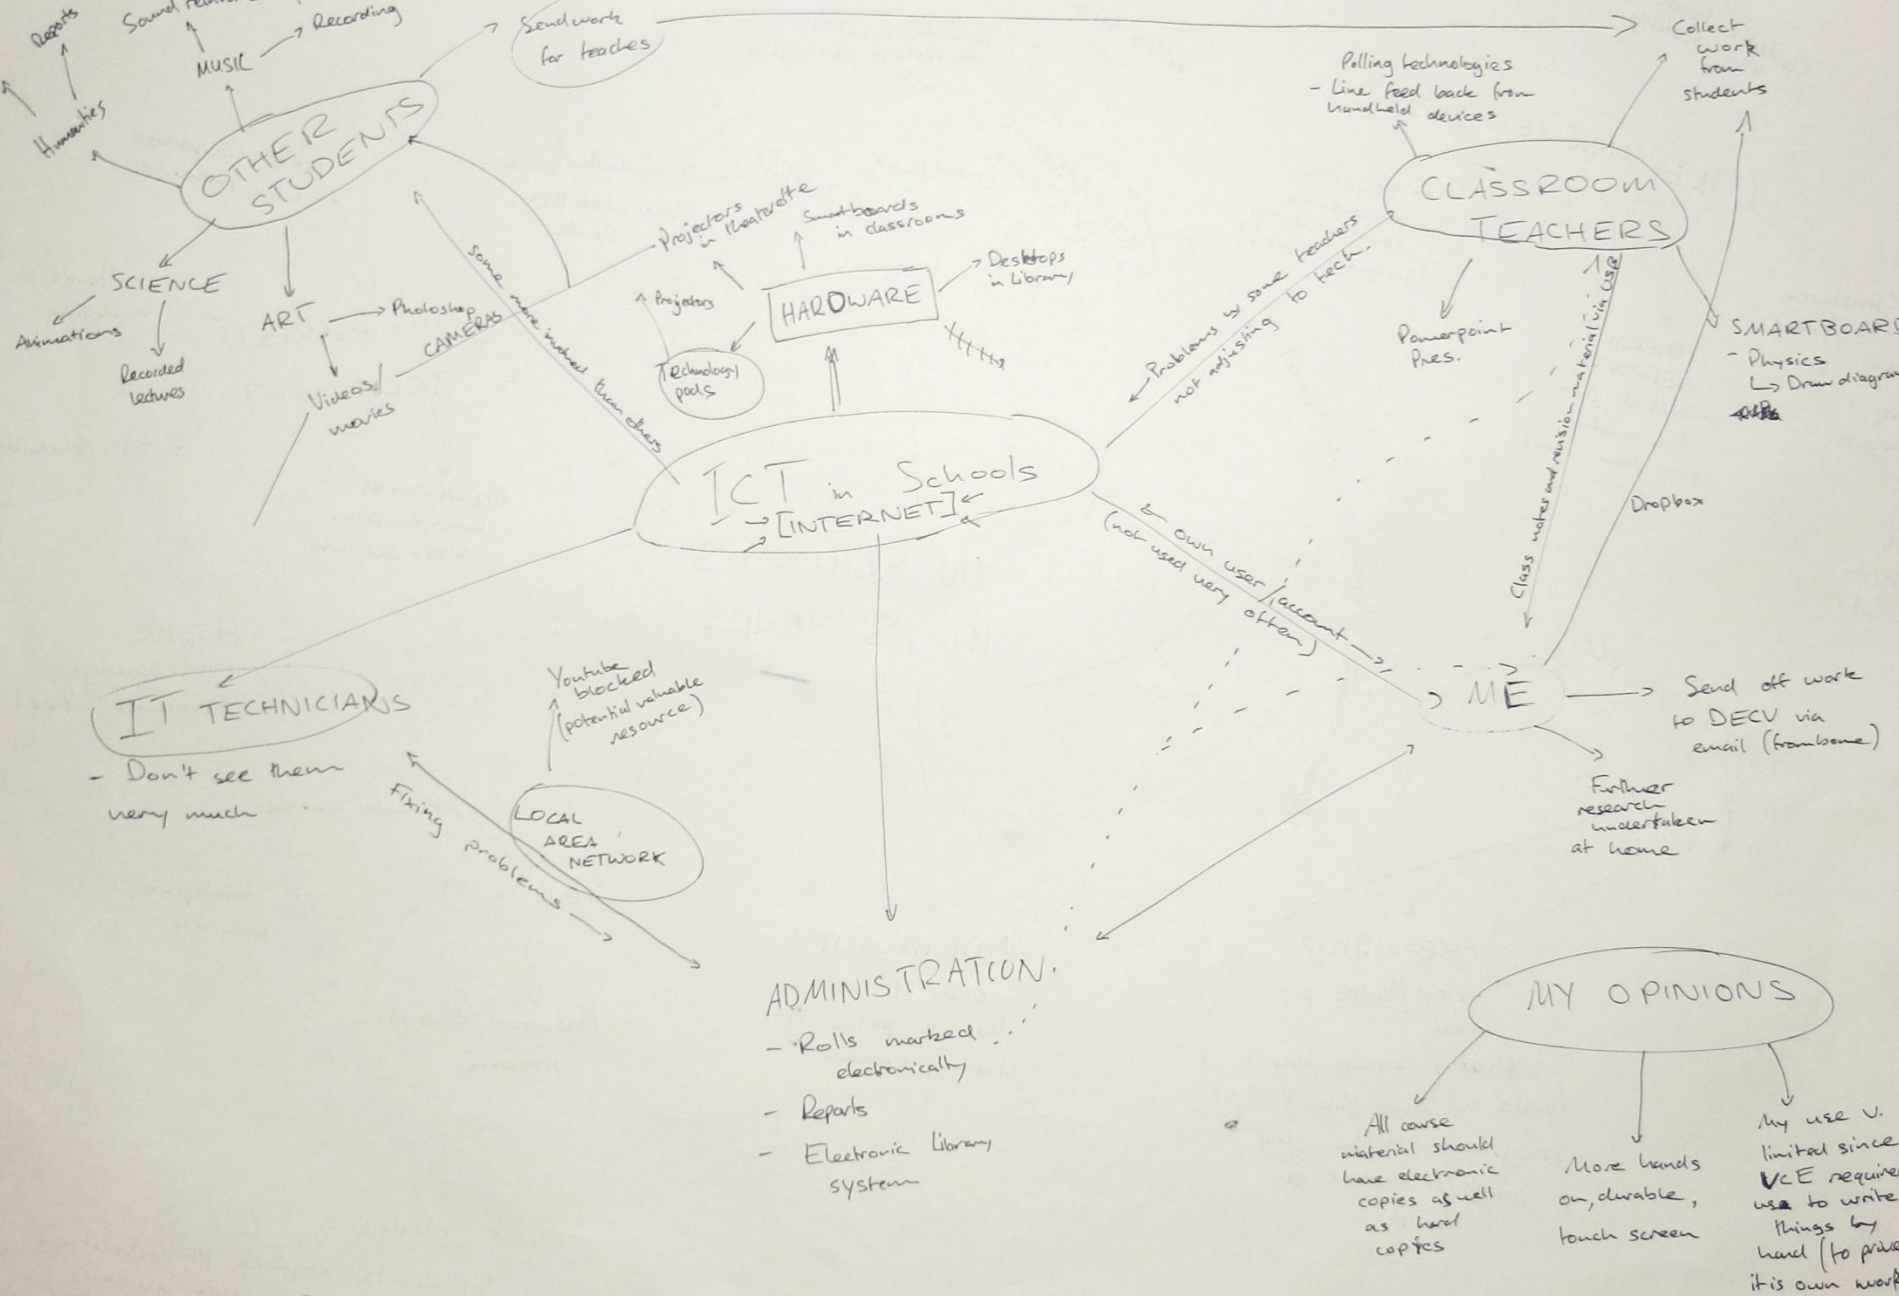 Reports
Sound
Recording
MUSIC
Humanities
OTHER
STUDENTS
Send work
for teaches
Collect
work
from
students
Polling technologies
- Line feed back from
handheld devices
CLASSROOM
TEACHERS
Powerpoint
Pres.
SMARTBOARD
- Physics
↳ Draw diagram
SCIENCE
Animations
Recorded
lectures
ART
Photoshop
Videos/
movies
CAMERAS
some more involved than others
Projectors
in theaterette
Smartboards
in classrooms
Desktops
in Library
HARDWARE
Projectors
Technology
pods
Problems by some teachers
not adjusting to tech.
Class notes and revision material via USB
Dropbox
ICT in Schools
[INTERNET]
own user/account
(not used very often)
ME
Send off work
to DECV via
email (from home)
Further
research
undertaken
at home
IT TECHNICIANS
- Don't see them
very much
Youtube
blocked
(potential valuable
resource)
LOCAL
AREA
NETWORK
Fixing problems
ADMINISTRATION.
- Rolls marked
electronically
- Reports
- Electronic Library
system
MY OPINIONS
All course
material should
have electronic
copies as well
as hard
copies
More hands
on, durable,
touch screen
My use v.
limited since
VCE require
us to write
things by
hand (to prove
it is own work